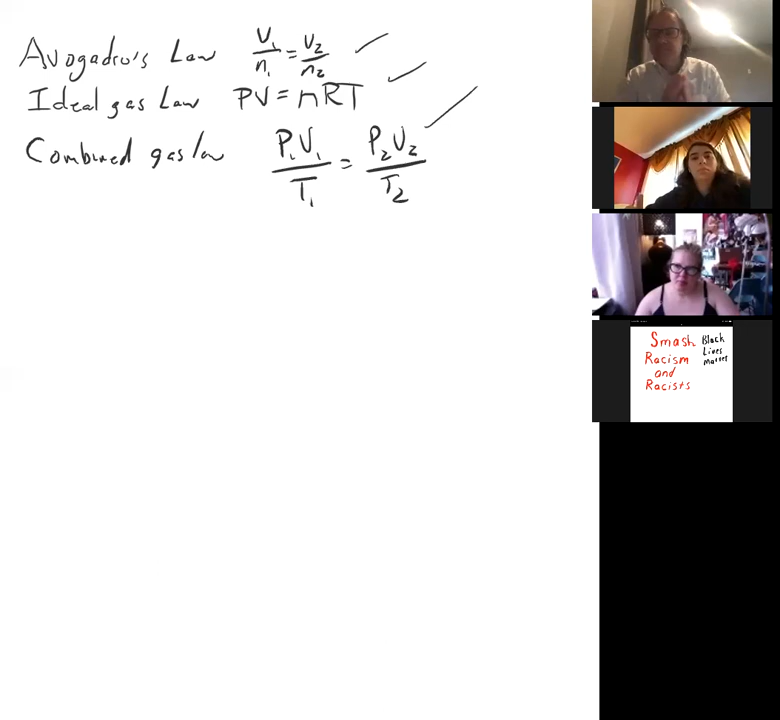 Avogadro's Law V₁/n₁ = V₂/n₂
Ideal gas Law PV = nRT
Combined gas law P₁V₁/T₁ = P₂V₂/T₂
Smash
Racism
and
Racists
Black
Lives
Matter